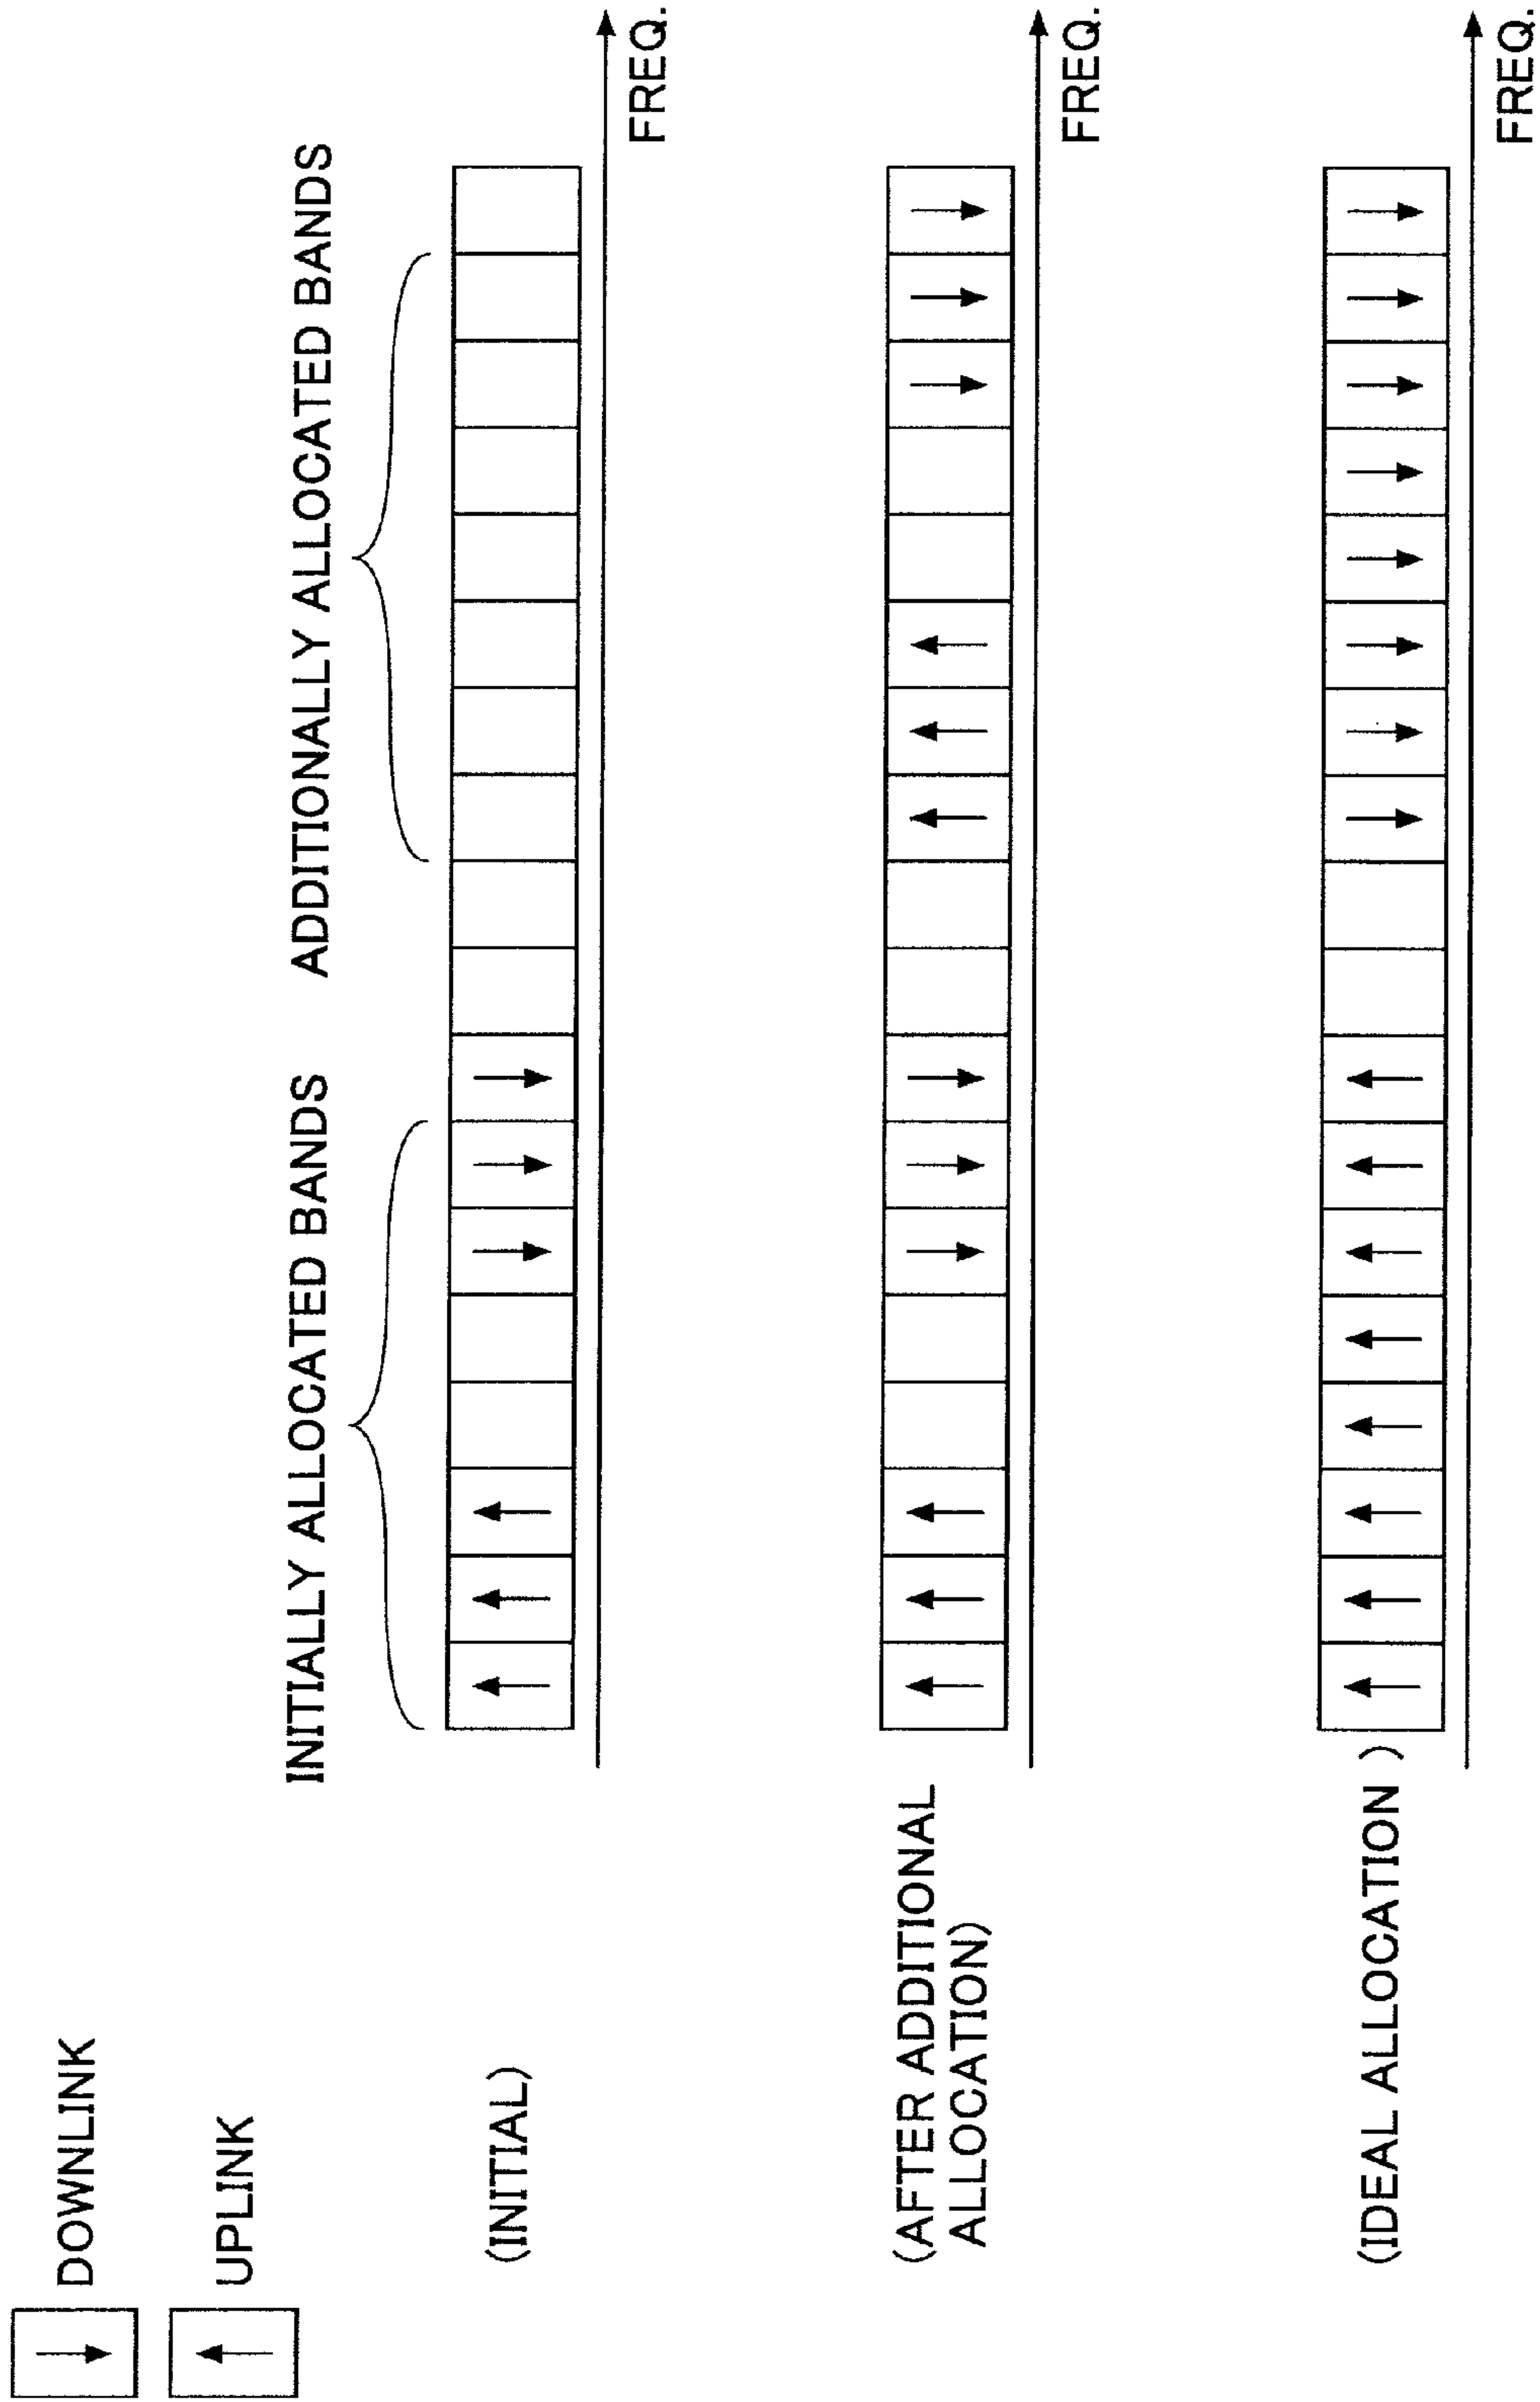 DOWNLINK
UPLINK
INITIALLY ALLOCATED BANDS
ADDITIONALLY ALLOCATED BANDS
(INITIAL)
FREQ.
(AFTER ADDITIONAL
ALLOCATION)
FREQ.
(IDEAL ALLOCATION )
FREQ.